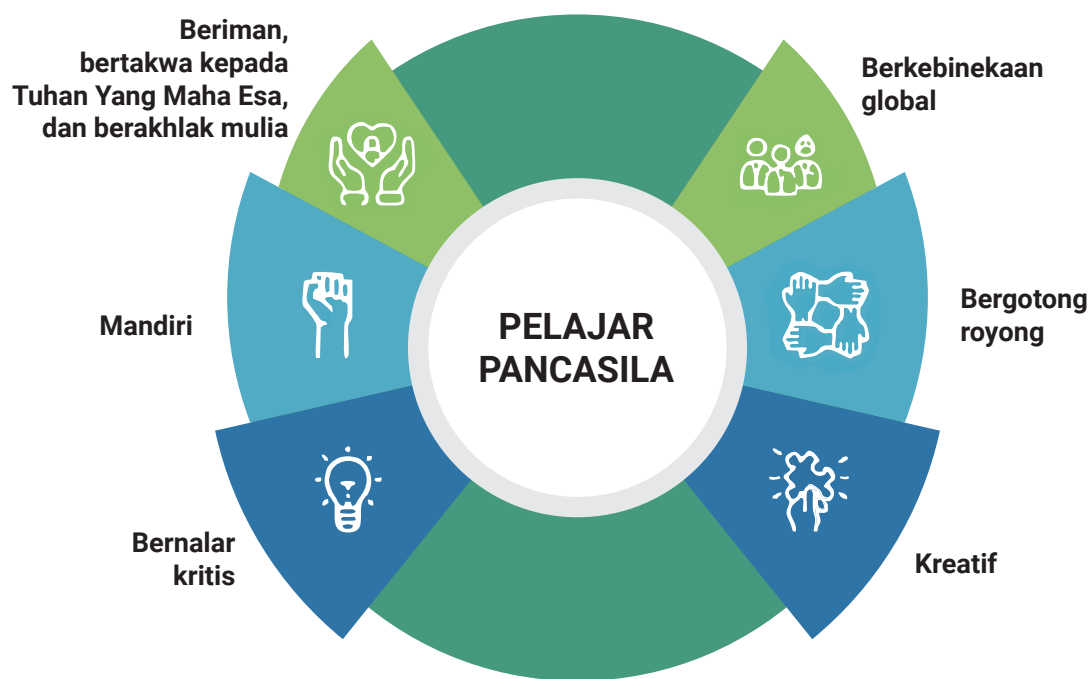 Beriman,
bertakwa kepada
Tuhan Yang Maha Esa,
dan berakhlak mulia
Berkebinekaan
global
Mandiri
PELAJAR
PANCASILA
Bergotong
royong
Bernalar
kritis
Kreatif